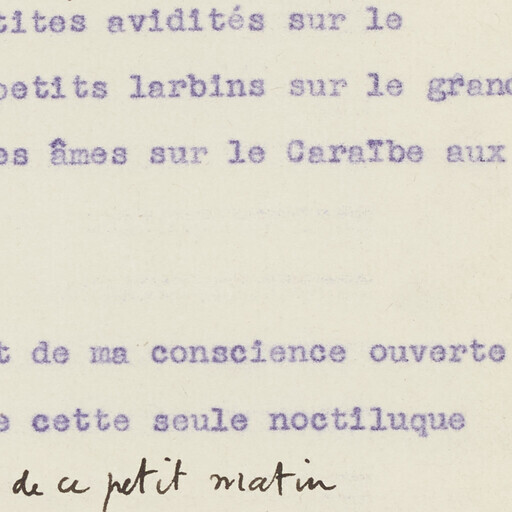 tites avidités sur le
petits larbins sur le grand
es âmes sur le Caraïbe aux
t de ma conscience ouverte
e cette seule noctiluque
de ce petit matin